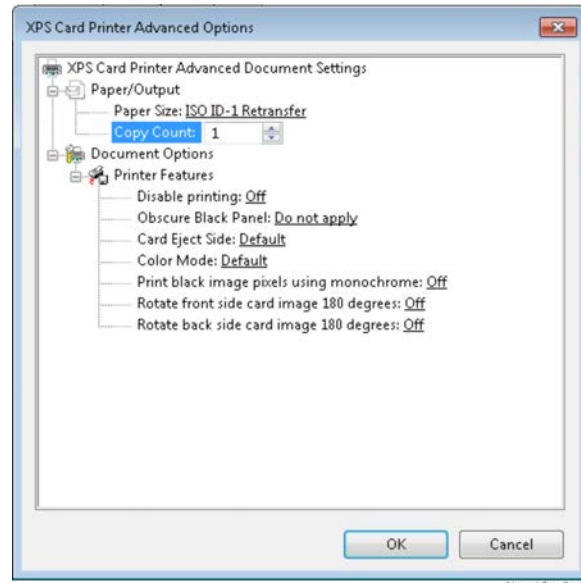 XPS Card Printer Advanced Options
XPS Card Printer Advanced Document Settings
Paper/Output
Paper Size: ISO ID-1 Retransfer
Copy Count: 1
Document Options
Printer Features
Disable printing: Off
Obscure Black Panel: Do not apply
Card Eject Side: Default
Color Mode: Default
Print black image pixels using monochrome: Off
Rotate front side card image 180 degrees: Off
Rotate back side card image 180 degrees: Off
OK Cancel